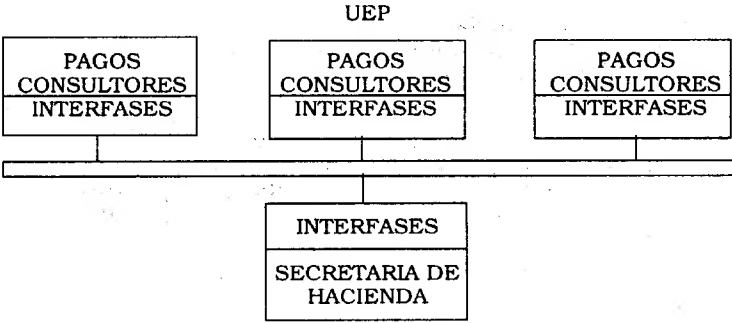 UEP
PAGOS
CONSULTORES
INTERFASES
PAGOS
CONSULTORES
INTERFASES
PAGOS
CONSULTORES
INTERFASES
INTERFASES
SECRETARIA DE
HACIENDA